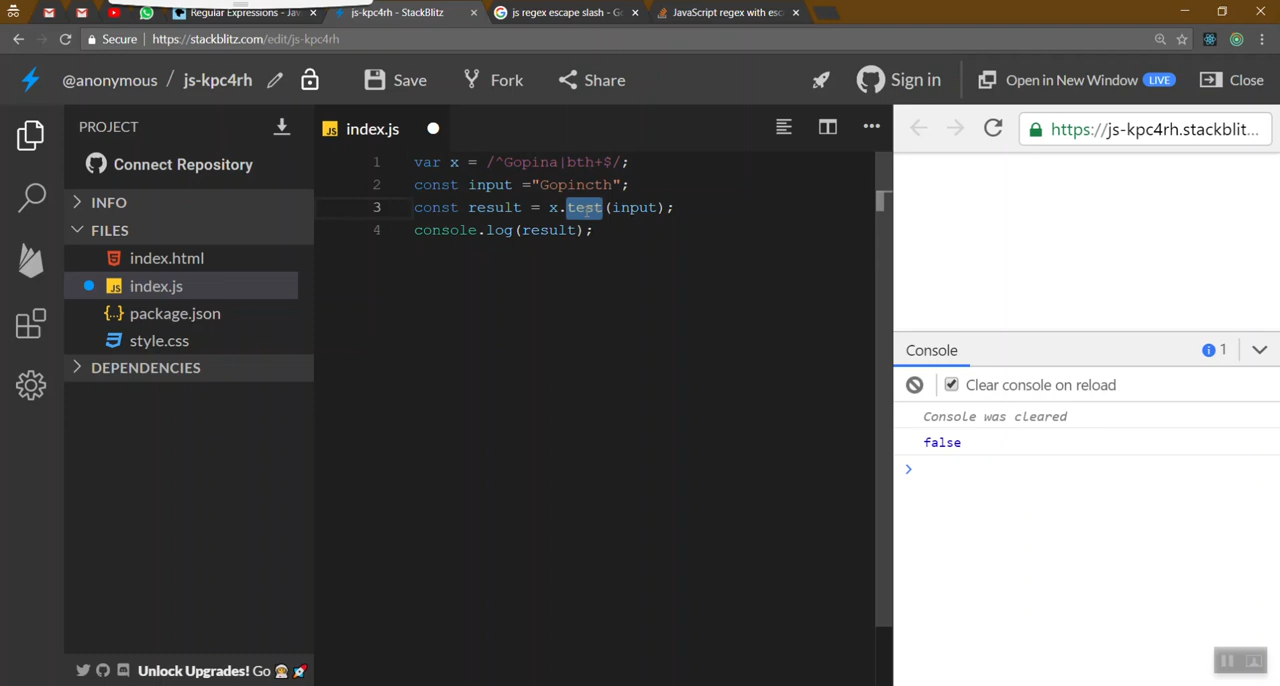 Regular Expressions - Jav
js-kpc4rh - StackBlitz
js regex escape slash - Go
JavaScript regex with esc
Secure | https://stackblitz.com/edit/js-kpc4rh
@anonymous / js-kpc4rh Save Fork Share Sign in Open in New Window LIVE Close
PROJECT
Connect Repository
INFO
FILES
index.html
index.js
package.json
style.css
DEPENDENCIES
Unlock Upgrades! Go
index.js
1 var x = /^Gopina|bth+$/;
2 const input ="Gopincth";
3 const result = x.test(input);
4 console.log(result);
https://js-kpc4rh.stackblit...
Console 1
Clear console on reload
Console was cleared
false